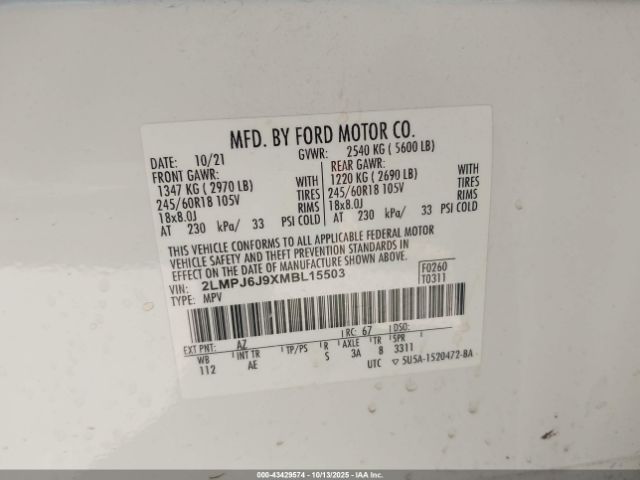 MFD. BY FORD MOTOR CO.
DATE: 10/21 GVWR: 2540 KG ( 5600 LB)
FRONT GAWR: REAR GAWR:
1347 KG ( 2970 LB) WITH 1220 KG ( 2690 LB) WITH
245/60R18 105V TIRES 245/60R18 105V TIRES
18x8.0J RIMS 18x8.0J RIMS
AT 230 kPa/ 33 PSI COLD AT 230 kPa/ 33 PSI COLD
THIS VEHICLE CONFORMS TO ALL APPLICABLE FEDERAL MOTOR
VEHICLE SAFETY AND THEFT PREVENTION STANDARDS IN
EFFECT ON THE DATE OF MANUFACTURE SHOWN ABOVE.
VIN: 2LMPJ6J9XMBL15503 F0260
TYPE: MPV T0311
EXT PNT: AZ RC: 67 DSO:
WB INT TR TP/PS R AXLE TR SPR
112 AE S 3A 8 3311
UTC ▽ 5U5A-1520472-BA
000-43429574 - 10/13/2025 - IAAI.com